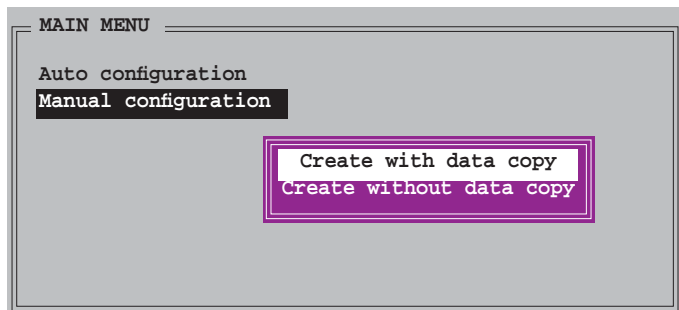 MAIN MENU
Auto configuration
Manual configuration
Create with data copy
Create without data copy